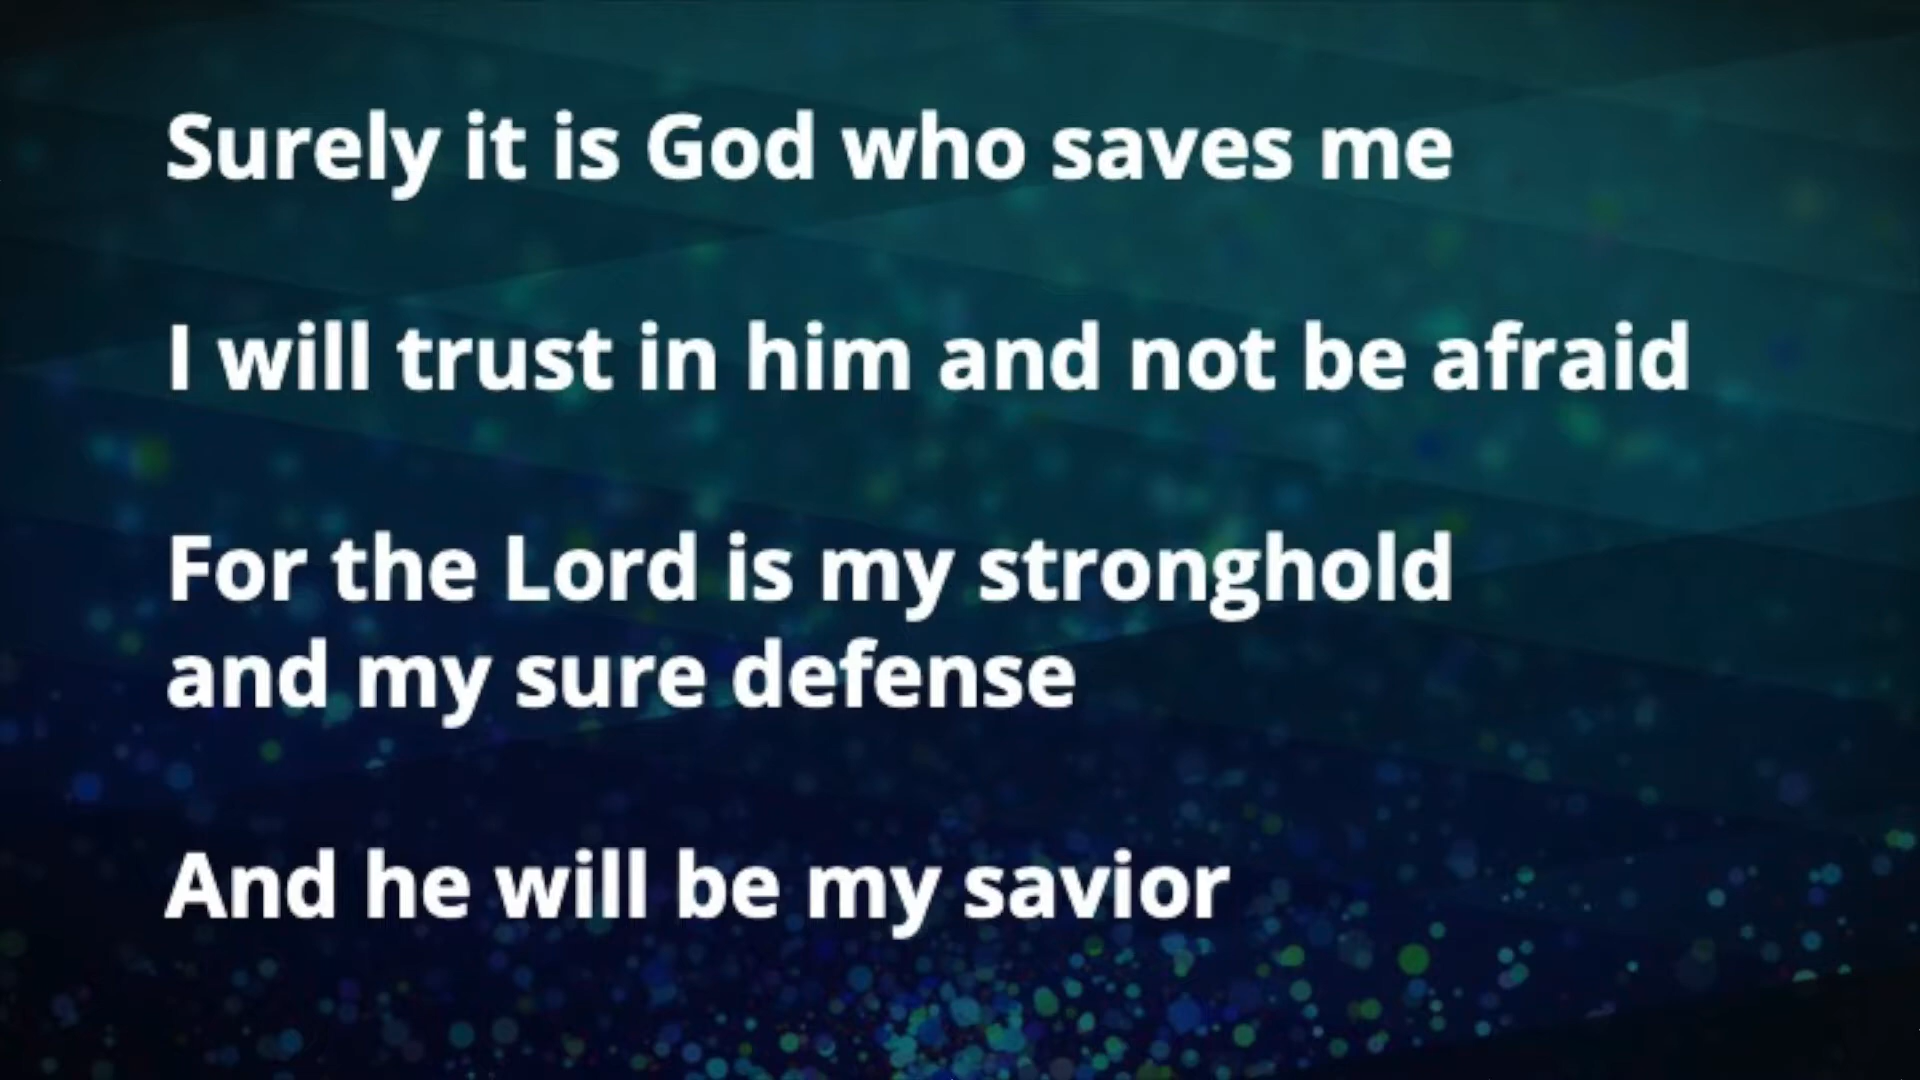 Surely it is God who saves me
I will trust in him and not be afraid
For the Lord is my stronghold
and my sure defense
And he will be my savior